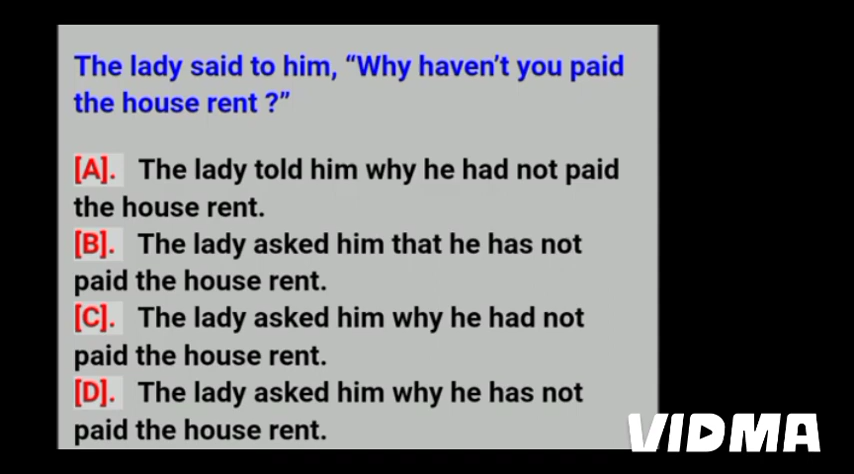 The lady said to him, “Why haven’t you paid
the house rent ?”
[A]. The lady told him why he had not paid
the house rent.
[B]. The lady asked him that he has not
paid the house rent.
[C]. The lady asked him why he had not
paid the house rent.
[D]. The lady asked him why he has not
paid the house rent.
VIDMA